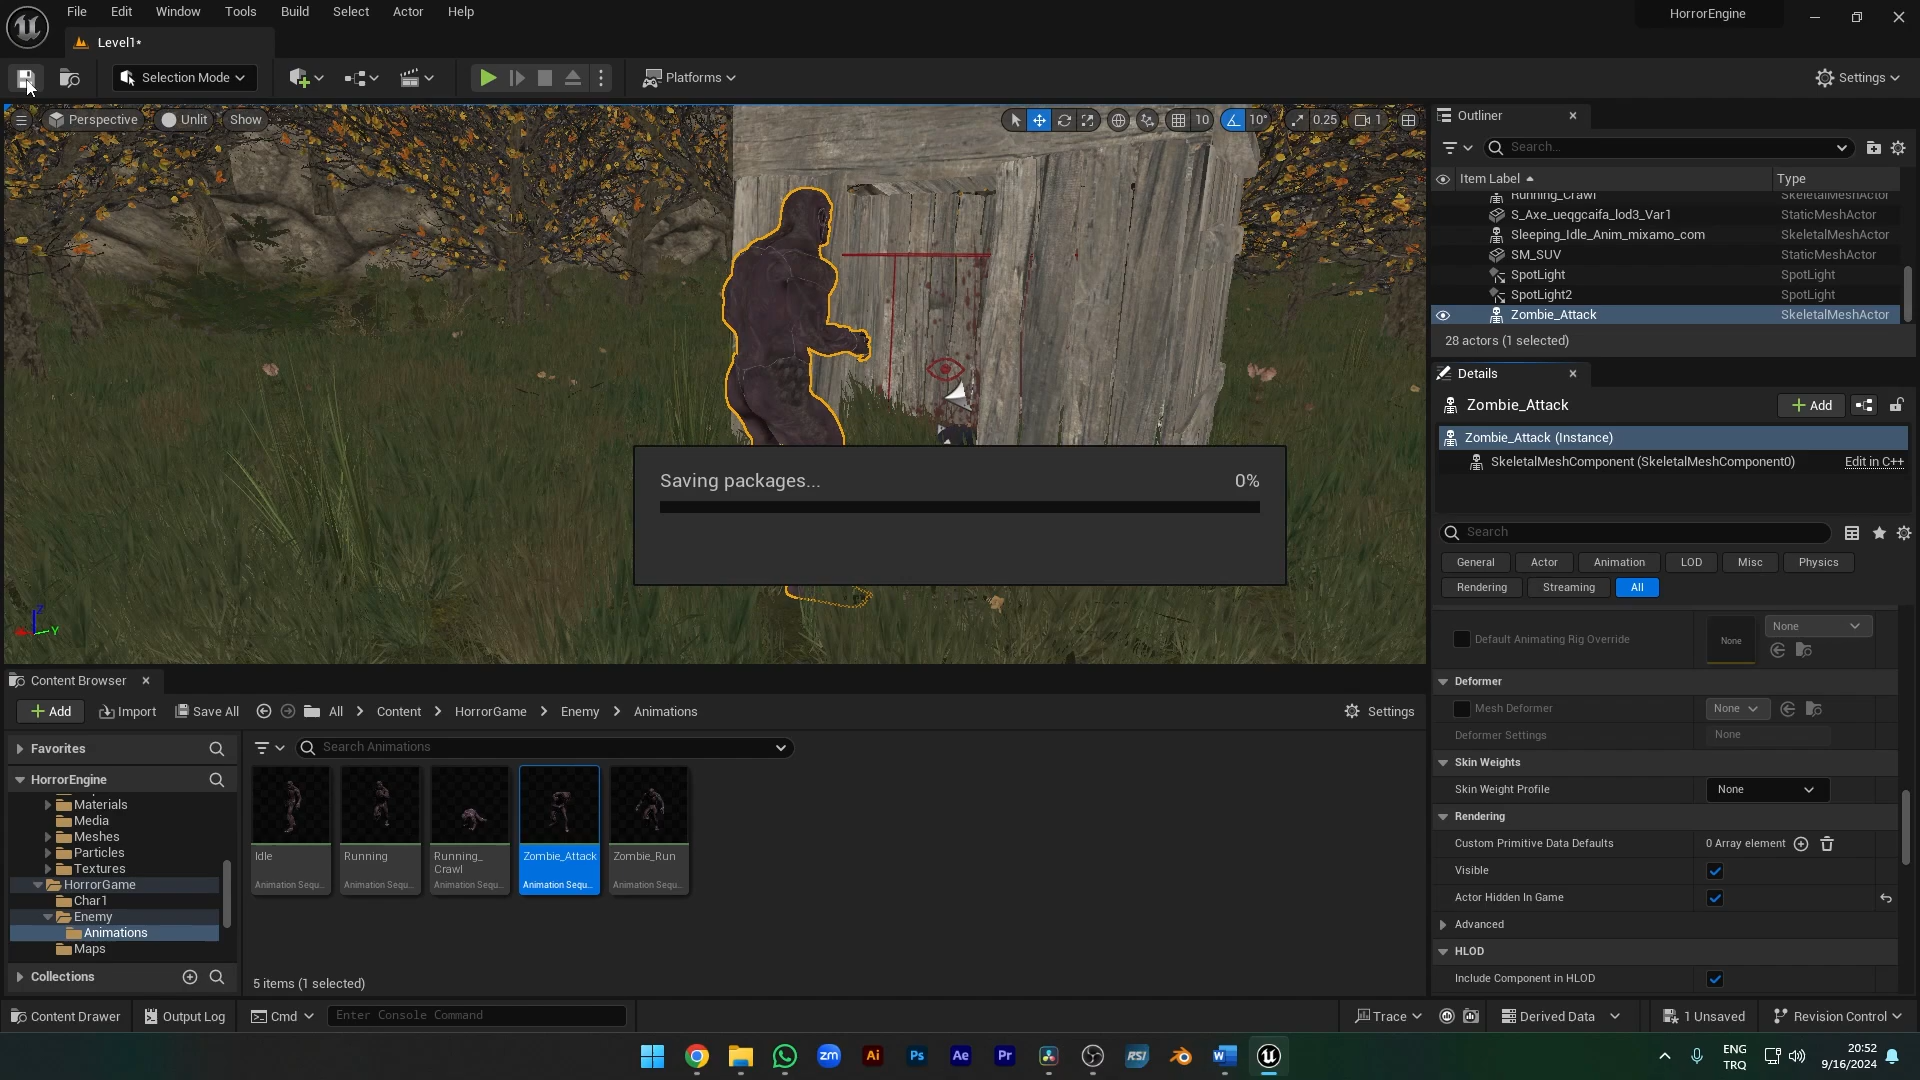 File Edit Window Tools Build Select Actor Help
HorrorEngine
Level1*
Selection Mode
Platforms
Settings
Perspective Unlit Show
10 10° 0.25 1
Outliner
Search...
Item Label Type
Running_Crawl SkeletalMeshActor
S_Axe_ueqgcaifa_lod3_Var1 StaticMeshActor
Sleeping_Idle_Anim_mixamo_com SkeletalMeshActor
SM_SUV StaticMeshActor
SpotLight SpotLight
SpotLight2 SpotLight
Zombie_Attack SkeletalMeshActor
28 actors (1 selected)
Details
Zombie_Attack
Add
Zombie_Attack (Instance)
SkeletalMeshComponent (SkeletalMeshComponent0) Edit in C++
Search
General Actor Animation LOD Misc Physics
Rendering Streaming All
Default Animating Rig Override None None
Deformer
Mesh Deformer None
Deformer Settings None
Skin Weights
Skin Weight Profile None
Rendering
Custom Primitive Data Defaults 0 Array element
Visible
Actor Hidden In Game
Advanced
HLOD
Include Component in HLOD
Saving packages... 0%
Z
Y
Content Browser
Add Import Save All All Content HorrorGame Enemy Animations Settings
Favorites
HorrorEngine
Materials
Media
Meshes
Particles
Textures
HorrorGame
Char1
Enemy
Animations
Maps
Collections
Search Animations
Idle
Animation Sequ...
Running
Animation Sequ...
Running_
Crawl
Animation Sequ...
Zombie_Attack
Animation Sequ...
Zombie_Run
Animation Sequ...
5 items (1 selected)
Content Drawer Output Log Cmd Enter Console Command Trace Derived Data 1 Unsaved Revision Control
zm Ai Ps Ae Pr RSI W
ENG
TRQ
20:52
9/16/2024